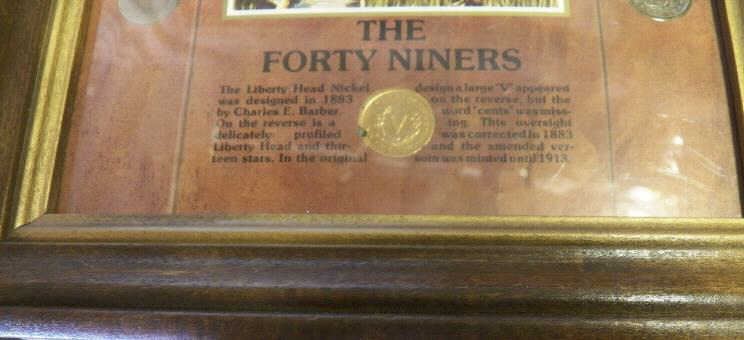 THE
FORTY NINERS
The Liberty Head Nickel
was designed in 1883
by Charles E. Barber.
On the reverse is a
delicately profiled
Liberty Head and thir-
teen stars. In the original
design a large "V" appeared
on the reverse, but the
word "cents" was miss-
ing. This oversight
was corrected in 1883
and the amended ver-
soin was minted until 1913.
V